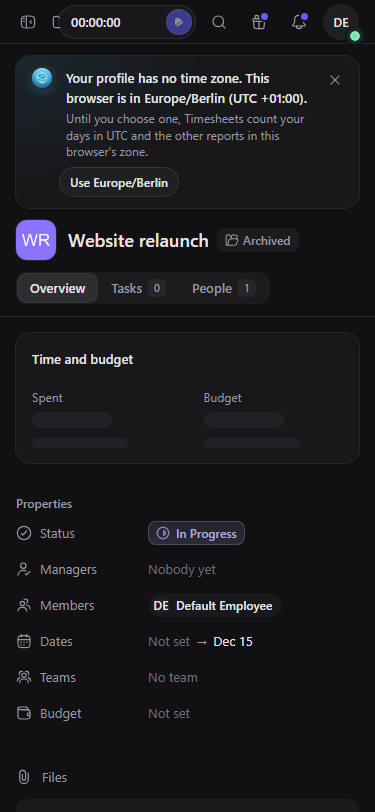 00:00:00
DE
Your profile has no time zone. This
browser is in Europe/Berlin (UTC +01:00).
Until you choose one, Timesheets count your
days in UTC and the other reports in this
browser's zone.
Use Europe/Berlin
WR Website relaunch Archived
Overview Tasks 0 People 1
Time and budget
Spent Budget
Properties
Status In Progress
Managers Nobody yet
Members DE Default Employee
Dates Not set → Dec 15
Teams No team
Budget Not set
Files